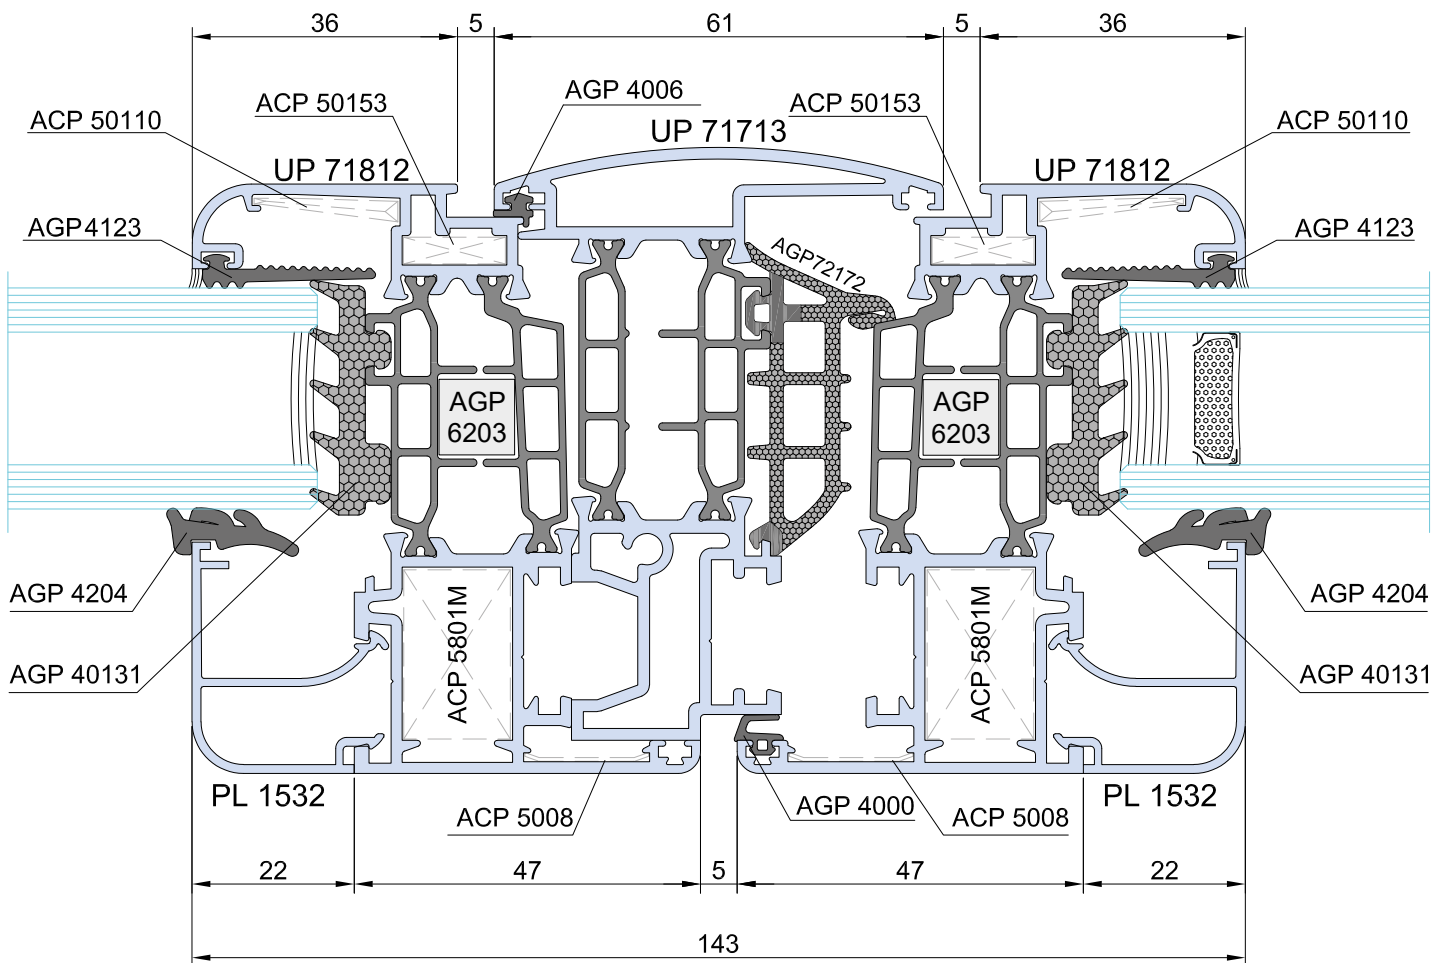 36 5 61 5 36
AGP 4006
ACP 50153
ACP 50153
ACP 50110
UP 71713
ACP 50110
UP 71812
UP 71812
AGP4123
AGP 4123
AGP72172
AGP
6203
AGP
6203
AGP 4204
ACP 5801M
ACP 5801M
AGP 4204
AGP 40131
AGP 40131
PL 1532
ACP 5008
AGP 4000
ACP 5008
PL 1532
22 47 5 47 22
143